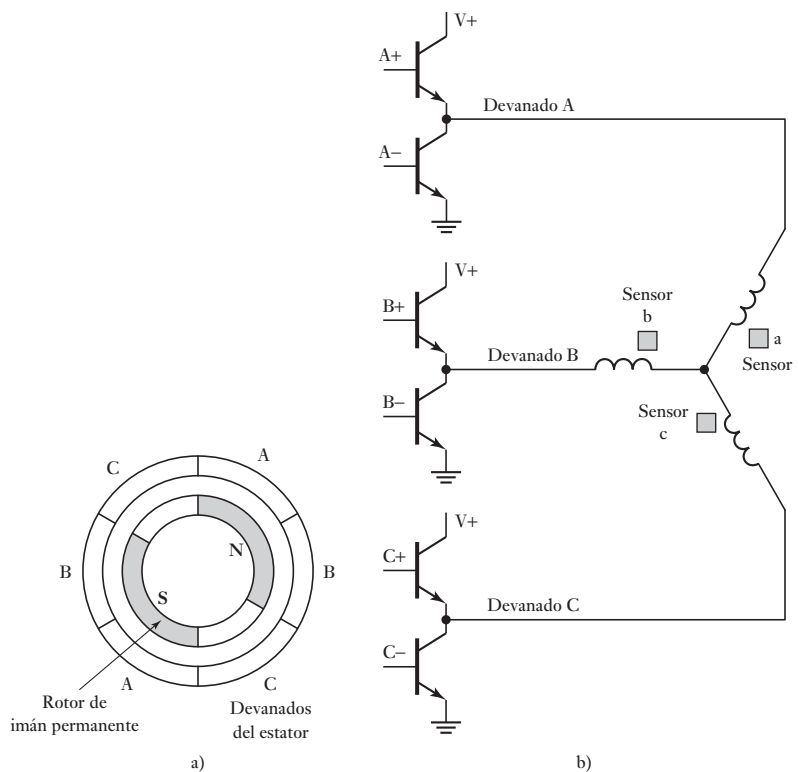 V+
A+
Devanado A
A−
V+
B+
Sensor
b
a
Sensor
Devanado B
B−
Sensor
c
V+
C+
Devanado C
C−
C
A
B
N
B
S
A
C
Rotor de
imán permanente
Devanados
del estator
a)
b)